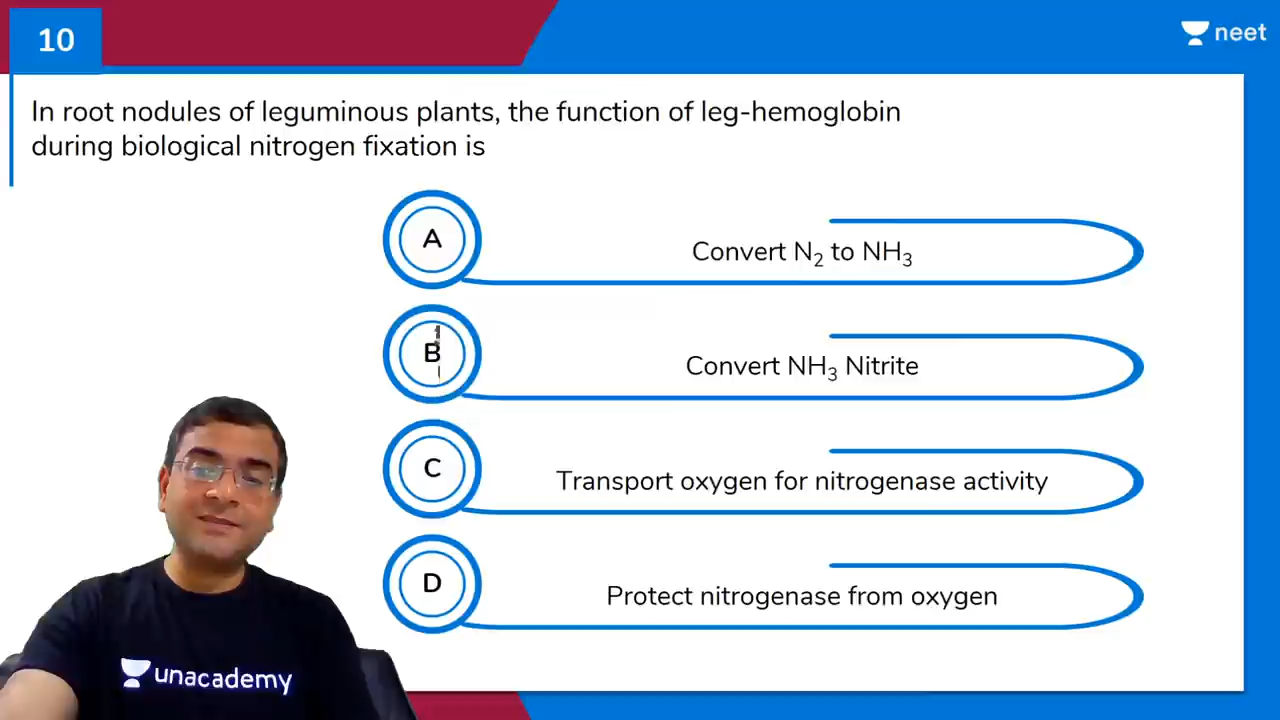 10
neet
In root nodules of leguminous plants, the function of leg-hemoglobin
during biological nitrogen fixation is
A
Convert N₂ to NH₃
B
Convert NH₃ Nitrite
C
Transport oxygen for nitrogenase activity
D
Protect nitrogenase from oxygen
unacademy